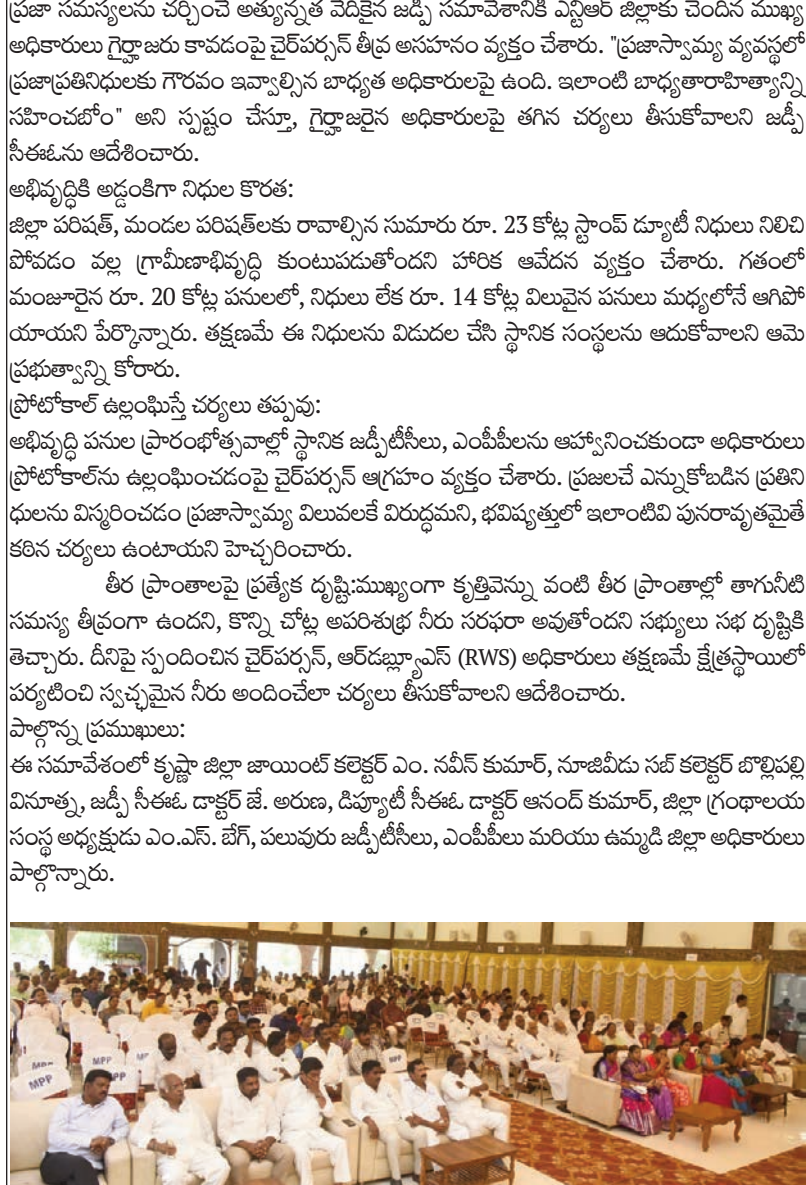 ప్రజా సమస్యలను చర్చించే అత్యున్నత వేదికైన జడ్పీ సమావేశానికి ఎన్టీఆర్ జిల్లాకు చెందిన ముఖ్య
అధికారులు గైర్హాజరు కావడంపై చైర్‌పర్సన్ తీవ్ర అసహనం వ్యక్తం చేశారు. "ప్రజాస్వామ్య వ్యవస్థలో
ప్రజాప్రతినిధులకు గౌరవం ఇవ్వాల్సిన బాధ్యత అధికారులపై ఉంది. ఇలాంటి బాధ్యతారాహిత్యాన్ని
సహించబోం" అని స్పష్టం చేస్తూ, గైర్హాజరైన అధికారులపై తగిన చర్యలు తీసుకోవాలని జడ్పీ
సీఈఓను ఆదేశించారు.
అభివృద్ధికి అడ్డంకిగా నిధుల కొరత:
జిల్లా పరిషత్, మండల పరిషత్‌లకు రావాల్సిన సుమారు రూ. 23 కోట్ల స్టాంప్ డ్యూటీ నిధులు నిలిచి
పోవడం వల్ల గ్రామీణాభివృద్ధి కుంటుపడుతోందని హారిక ఆవేదన వ్యక్తం చేశారు. గతంలో
మంజూరైన రూ. 20 కోట్ల పనులలో, నిధులు లేక రూ. 14 కోట్ల విలువైన పనులు మధ్యలోనే ఆగిపో
యాయని పేర్కొన్నారు. తక్షణమే ఈ నిధులను విడుదల చేసి స్థానిక సంస్థలను ఆదుకోవాలని ఆమె
ప్రభుత్వాన్ని కోరారు.
ప్రోటోకాల్ ఉల్లంఘిస్తే చర్యలు తప్పవు:
అభివృద్ధి పనుల ప్రారంభోత్సవాల్లో స్థానిక జడ్పీటీసీలు, ఎంపీపీలను ఆహ్వానించకుండా అధికారులు
ప్రోటోకాల్‌ను ఉల్లంఘించడంపై చైర్‌పర్సన్ ఆగ్రహం వ్యక్తం చేశారు. ప్రజలచే ఎన్నుకోబడిన ప్రతిని
ధులను విస్మరించడం ప్రజాస్వామ్య విలువలకే విరుద్ధమని, భవిష్యత్తులో ఇలాంటివి పునరావృతమైతే
కఠిన చర్యలు ఉంటాయని హెచ్చరించారు.
తీర ప్రాంతాలపై ప్రత్యేక దృష్టి:ముఖ్యంగా కృత్తివెన్ను వంటి తీర ప్రాంతాల్లో తాగునీటి
సమస్య తీవ్రంగా ఉందని, కొన్ని చోట్ల అపరిశుభ్ర నీరు సరఫరా అవుతోందని సభ్యులు సభ దృష్టికి
తెచ్చారు. దీనిపై స్పందించిన చైర్‌పర్సన్, ఆర్‌డబ్ల్యూఎస్ (RWS) అధికారులు తక్షణమే క్షేత్రస్థాయిలో
పర్యటించి స్వచ్ఛమైన నీరు అందించేలా చర్యలు తీసుకోవాలని ఆదేశించారు.
పాల్గొన్న ప్రముఖులు:
ఈ సమావేశంలో కృష్ణా జిల్లా జాయింట్ కలెక్టర్ ఎం. నవీన్ కుమార్, నూజివీడు సబ్ కలెక్టర్ బొల్లిపల్లి
వినూత్న, జడ్పీ సీఈఓ డాక్టర్ జే. అరుణ, డిప్యూటీ సీఈఓ డాక్టర్ ఆనంద్ కుమార్, జిల్లా గ్రంథాలయ
సంస్థ అధ్యక్షుడు ఎం.ఎస్. బేగ్, పలువురు జడ్పీటీసీలు, ఎంపీపీలు మరియు ఉమ్మడి జిల్లా అధికారులు
పాల్గొన్నారు.
MPP
MPP
MPP
MPP
MPP